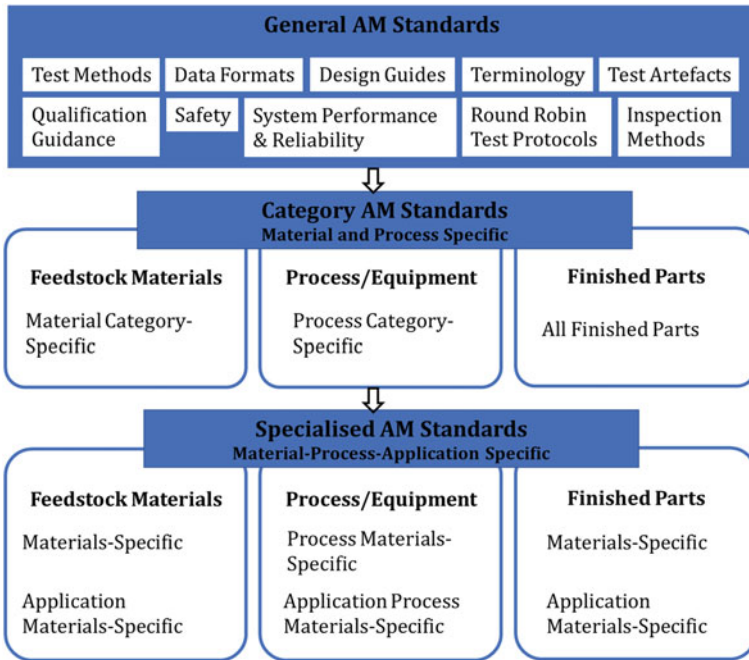 General AM Standards
Test Methods
Data Formats
Design Guides
Terminology
Test Artefacts
Qualification
Guidance
Safety
System Performance
& Reliability
Round Robin
Test Protocols
Inspection
Methods
Category AM Standards
Material and Process Specific
Feedstock Materials
Material Category-
Specific
Process/Equipment
Process Category-
Specific
Finished Parts
All Finished Parts
Specialised AM Standards
Material-Process-Application Specific
Feedstock Materials
Materials-Specific
Application
Materials-Specific
Process/Equipment
Process Materials-
Specific
Application Process
Materials-Specific
Finished Parts
Materials-Specific
Application
Materials-Specific